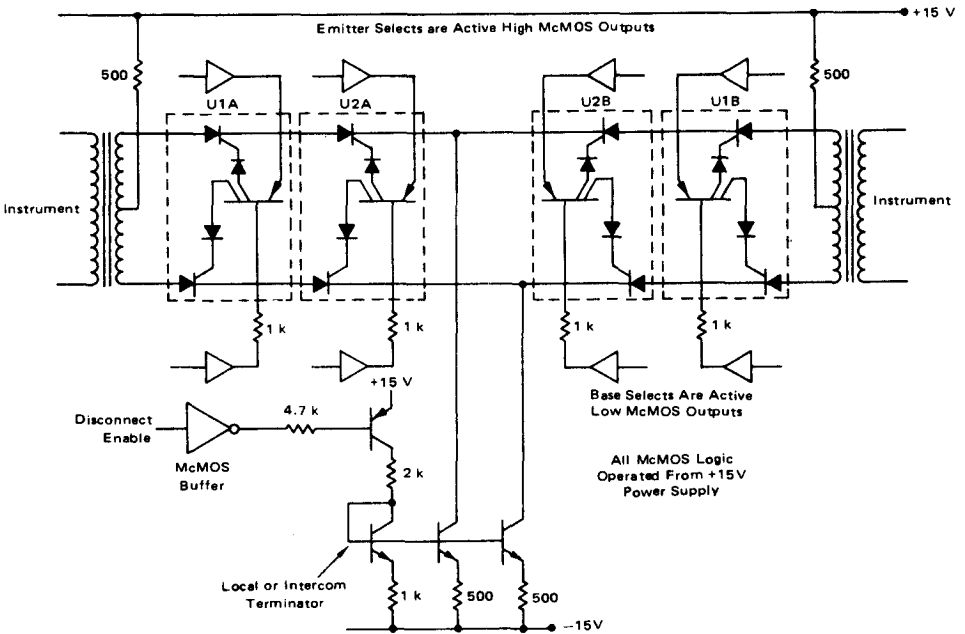 +15 V
Emitter Selects are Active High McMOS Outputs
500
500
U1A
U2A
U2B
U1B
Instrument
Instrument
1 k
1 k
1 k
1 k
+15 V
Base Selects Are Active
Low McMOS Outputs
Disconnect
Enable
4.7 k
McMOS
Buffer
2 k
All McMOS Logic
Operated From +15V
Power Supply
Local or Intercom
Terminator
1 k
500
500
−15V